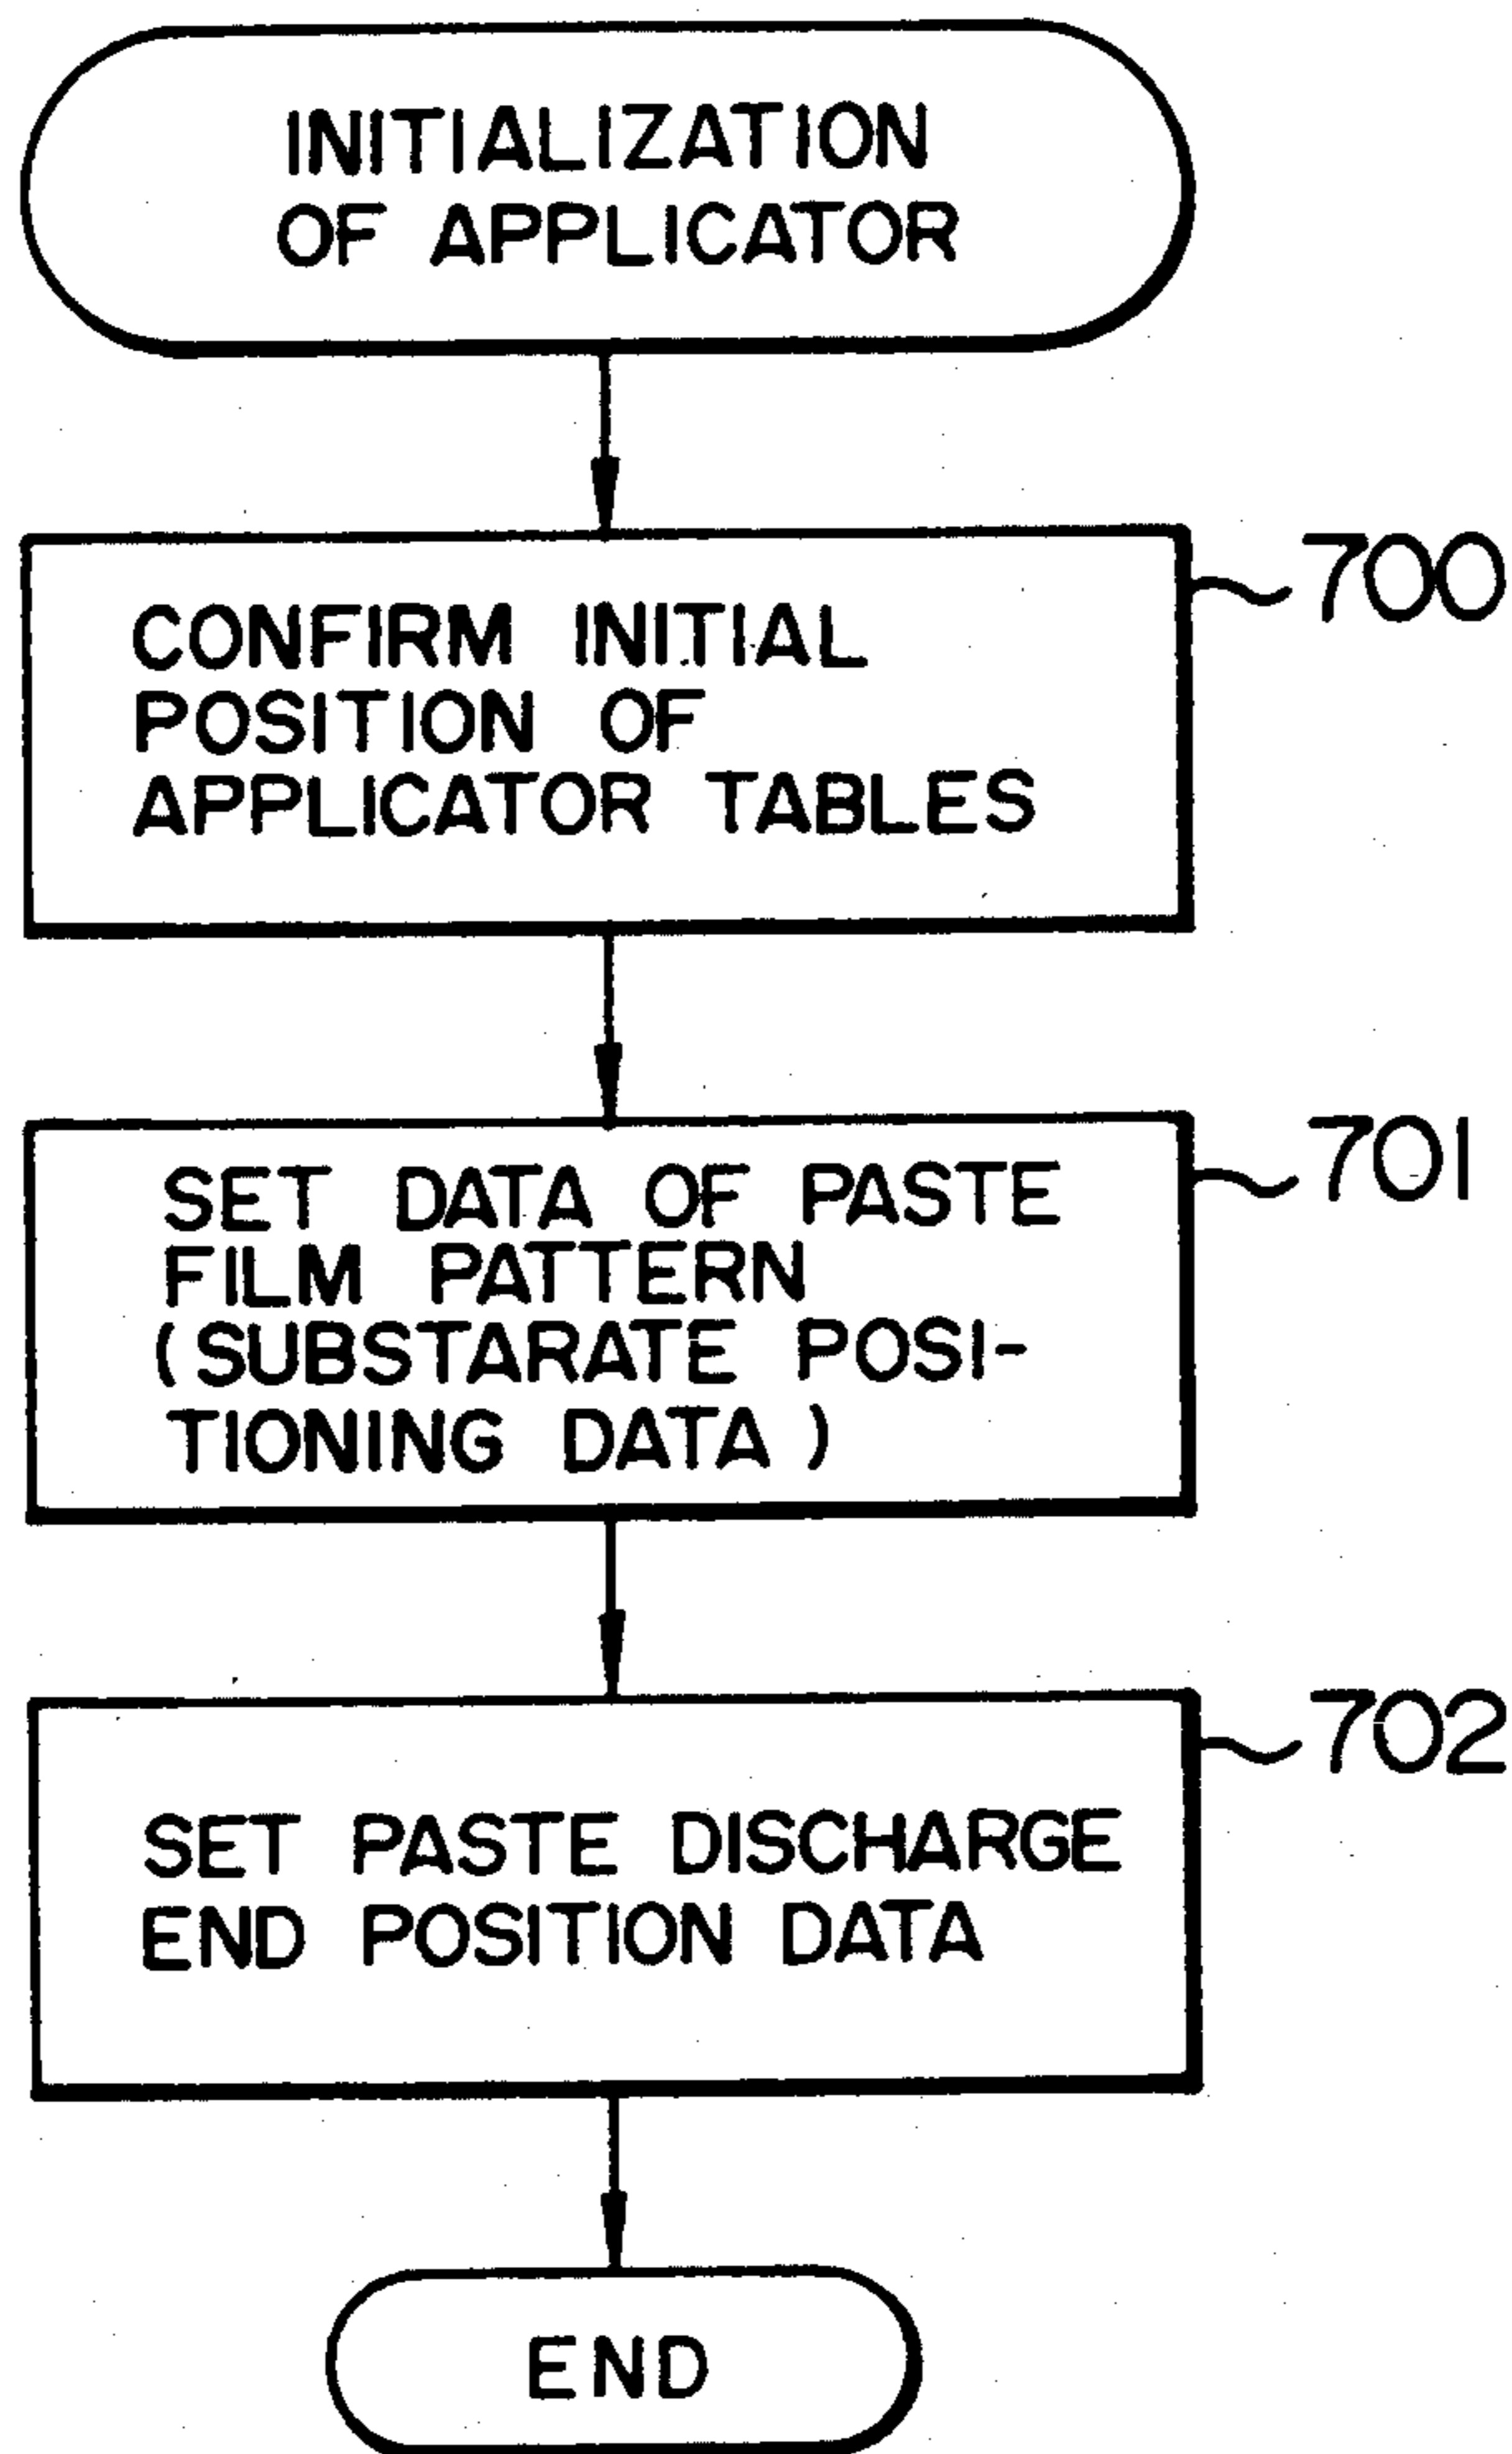 INITIALIZATION
OF APPLICATOR
700
CONFIRM INITIAL
POSITION OF
APPLICATOR TABLES
701
SET DATA OF PASTE
FILM PATTERN
(SUBSTARATE POSI-
TIONING DATA)
702
SET PASTE DISCHARGE
END POSITION DATA
END